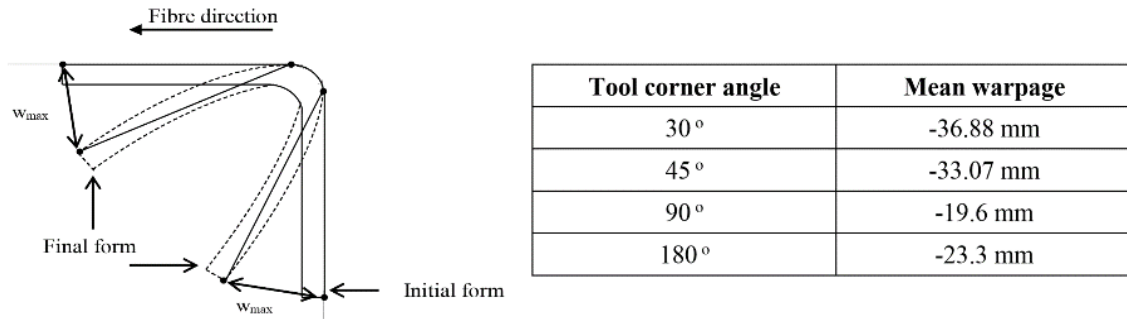 Fibre direction
w_max
Final form
w_max
Initial form
Tool corner angle Mean warpage
30 º -36.88 mm
45 º -33.07 mm
90 º -19.6 mm
180 º -23.3 mm